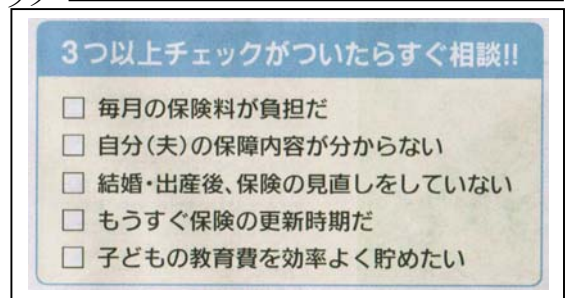 3つ以上チェックがついたらすぐ相談!!
□ 毎月の保険料が負担だ
□ 自分(夫)の保障内容が分からない
□ 結婚・出産後、保険の見直しをしていない
□ もうすぐ保険の更新時期だ
□ 子どもの教育費を効率よく貯めたい